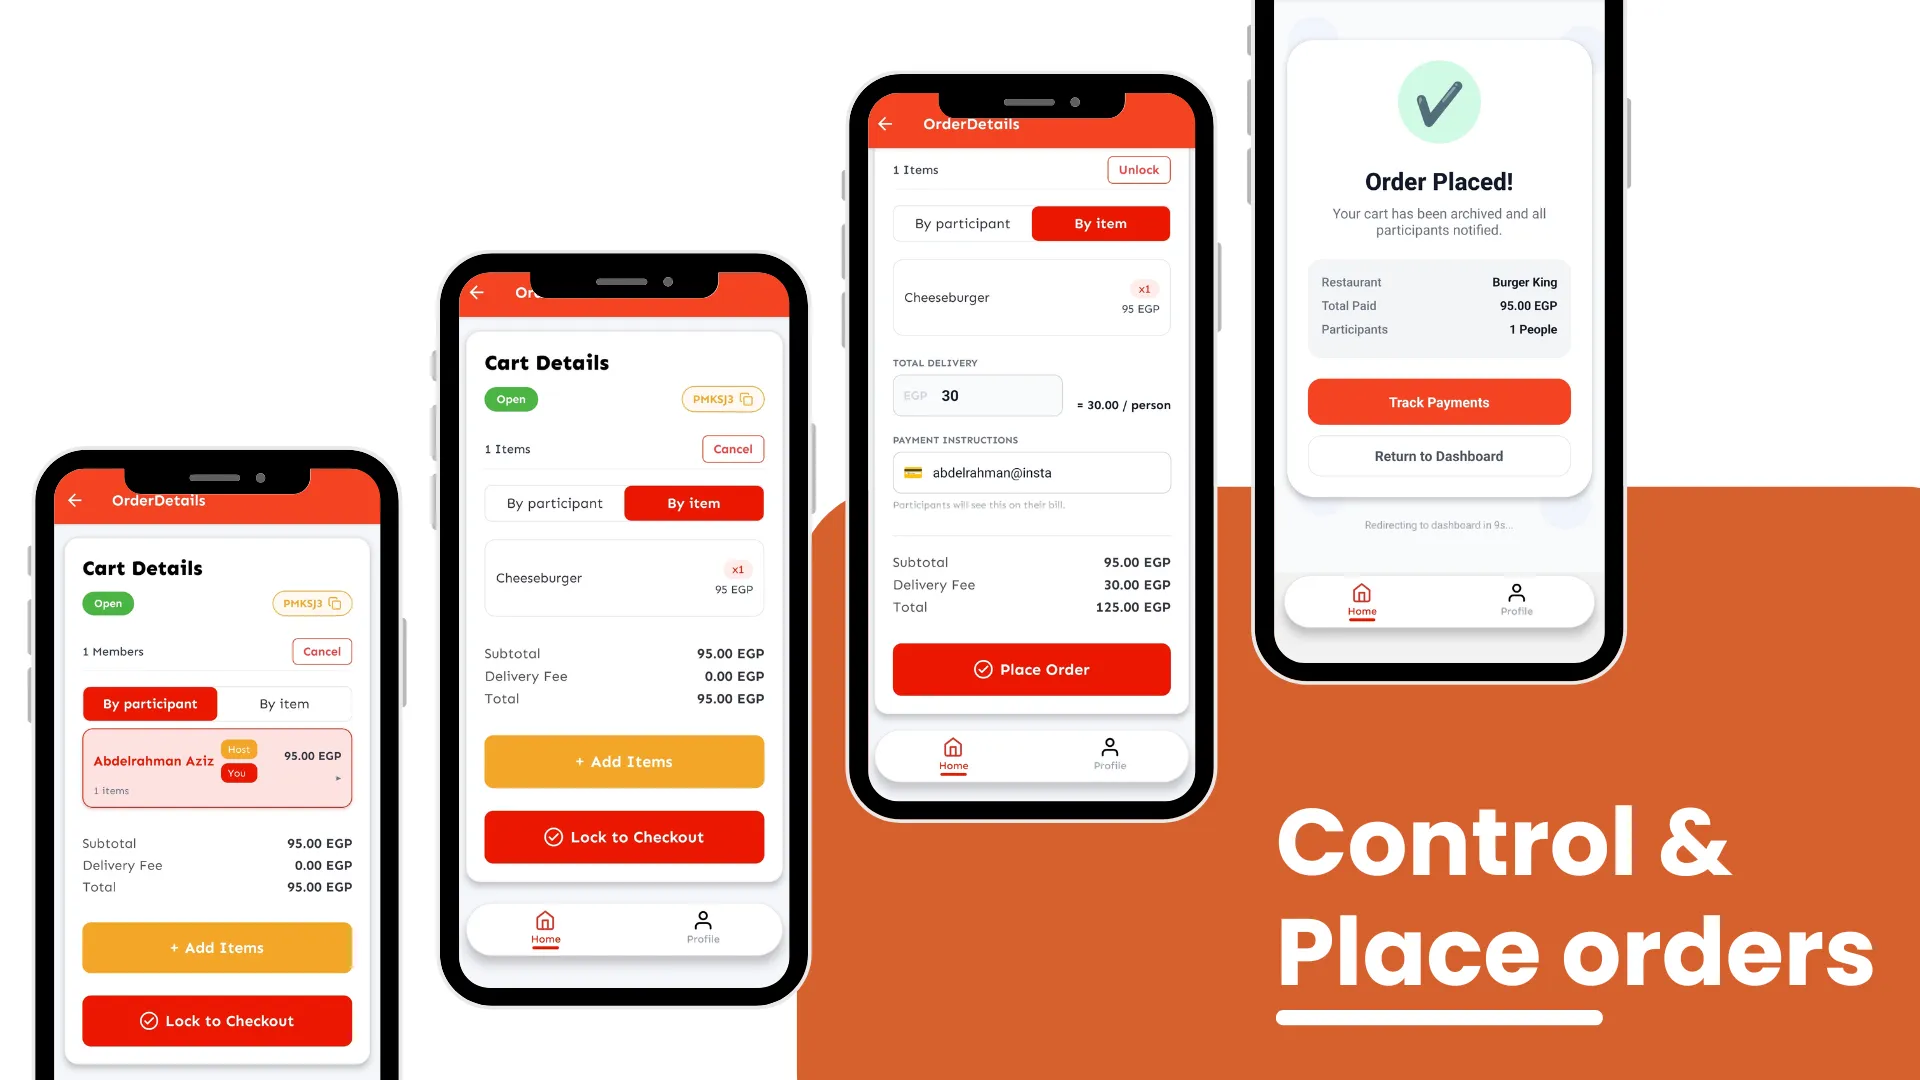 OrderDetails
Cart Details
Open
PMKSJ3
1 Members
Cancel
By participant
By item
Abdelrahman Aziz
Host
You
95.00 EGP
1 items
Subtotal
95.00 EGP
Delivery Fee
0.00 EGP
Total
95.00 EGP
+ Add Items
Lock to Checkout
Or
Cart Details
Open
PMKSJ3
1 Items
Cancel
By participant
By item
Cheeseburger
x1
95 EGP
Subtotal
95.00 EGP
Delivery Fee
0.00 EGP
Total
95.00 EGP
+ Add Items
Lock to Checkout
Home
Profile
OrderDetails
1 Items
Unlock
By participant
By item
Cheeseburger
x1
95 EGP
TOTAL DELIVERY
EGP 30
= 30.00 / person
PAYMENT INSTRUCTIONS
abdelrahman@insta
Participants will see this on their bill.
Subtotal
95.00 EGP
Delivery Fee
30.00 EGP
Total
125.00 EGP
Place Order
Home
Profile
Order Placed!
Your cart has been archived and all
participants notified.
Restaurant
Burger King
Total Paid
95.00 EGP
Participants
1 People
Track Payments
Return to Dashboard
Redirecting to dashboard in 9s...
Home
Profile
Control &
Place orders